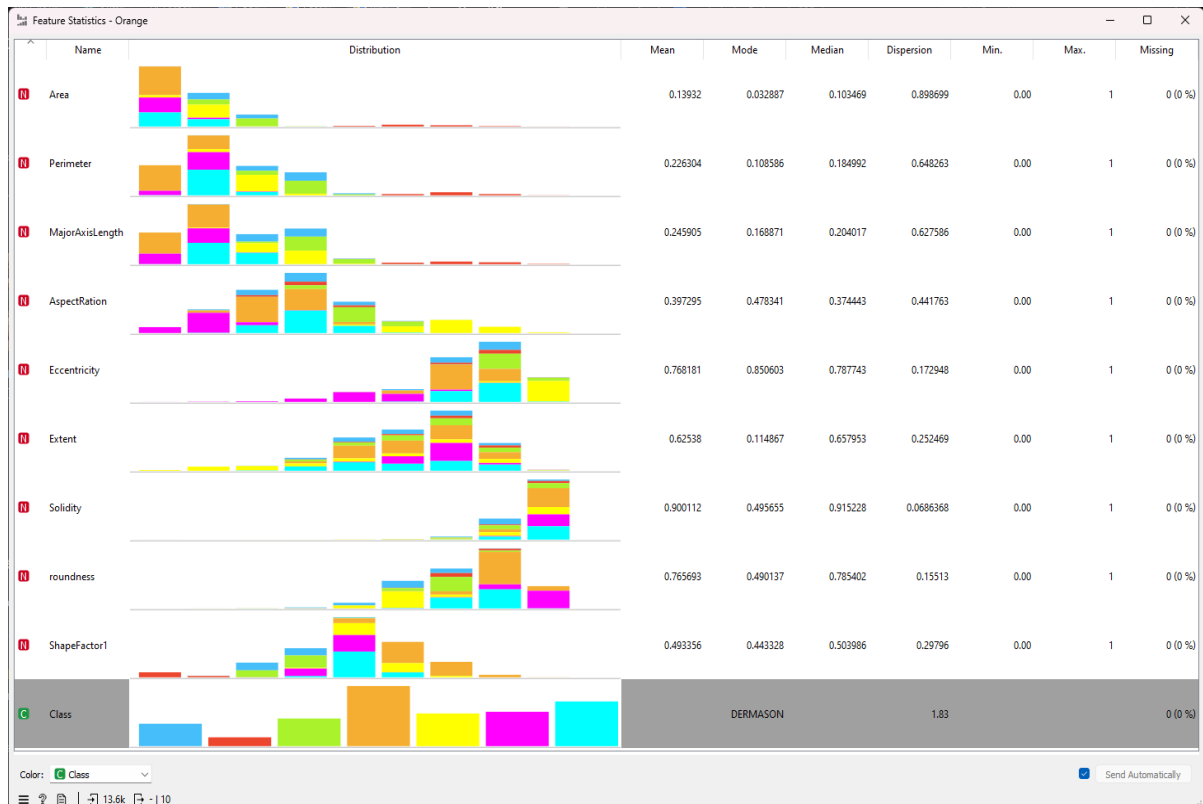 Feature Statistics - Orange
Name Distribution Mean Mode Median Dispersion Min. Max. Missing
N Area 0.13932 0.032887 0.103469 0.898699 0.00 1 0 (0 %)
N Perimeter 0.226304 0.108586 0.184992 0.648263 0.00 1 0 (0 %)
N MajorAxisLength 0.245905 0.168871 0.204017 0.627586 0.00 1 0 (0 %)
N AspectRation 0.397295 0.478341 0.374443 0.441763 0.00 1 0 (0 %)
N Eccentricity 0.768181 0.850603 0.787743 0.172948 0.00 1 0 (0 %)
N Extent 0.62538 0.114867 0.657953 0.252469 0.00 1 0 (0 %)
N Solidity 0.900112 0.495655 0.915228 0.0686368 0.00 1 0 (0 %)
N roundness 0.765693 0.490137 0.785402 0.15513 0.00 1 0 (0 %)
N ShapeFactor1 0.493356 0.443328 0.503986 0.29796 0.00 1 0 (0 %)
C Class DERMASON 1.83 0 (0 %)
Color: C Class Send Automatically
? 13.6k - | 10